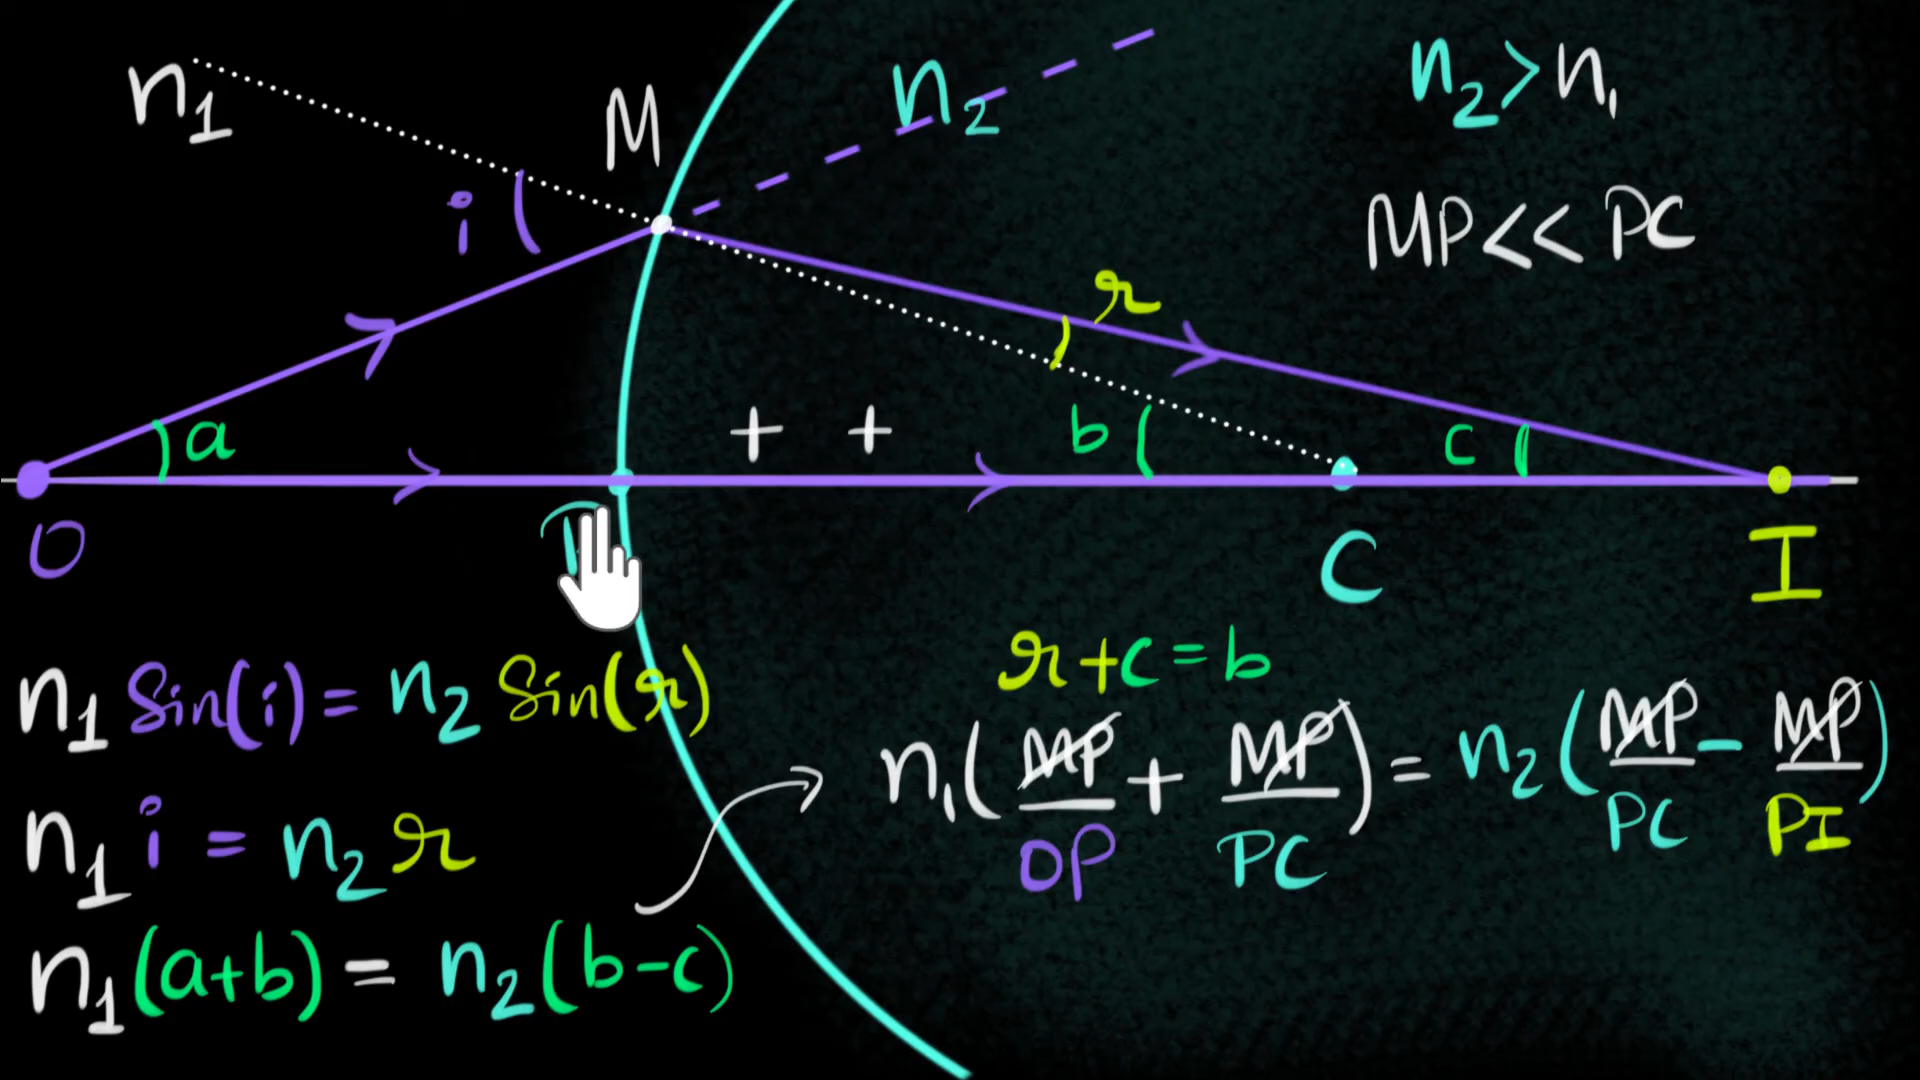 n₁
M
n₂
n₂>n₁
MP<<PC
i
r
a
+ +
b
c
O
C
I
n₁ Sin(i) = n₂ Sin(r)
n₁ i = n₂ r
n₁(a+b) = n₂(b-c)
r+c=b
n₁(MP/OP + MP/PC) = n₂(MP/PC - MP/PI)